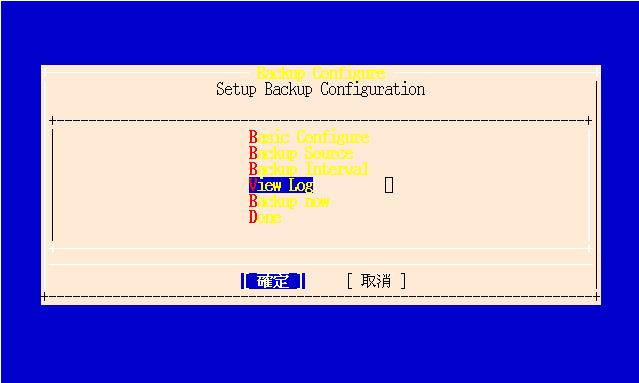 Backup Configure
Setup Backup Configuration
Basic Configure
Backup Source
Backup Interval
View Log
Backup now
Done
[ 確定 ] [ 取消 ]